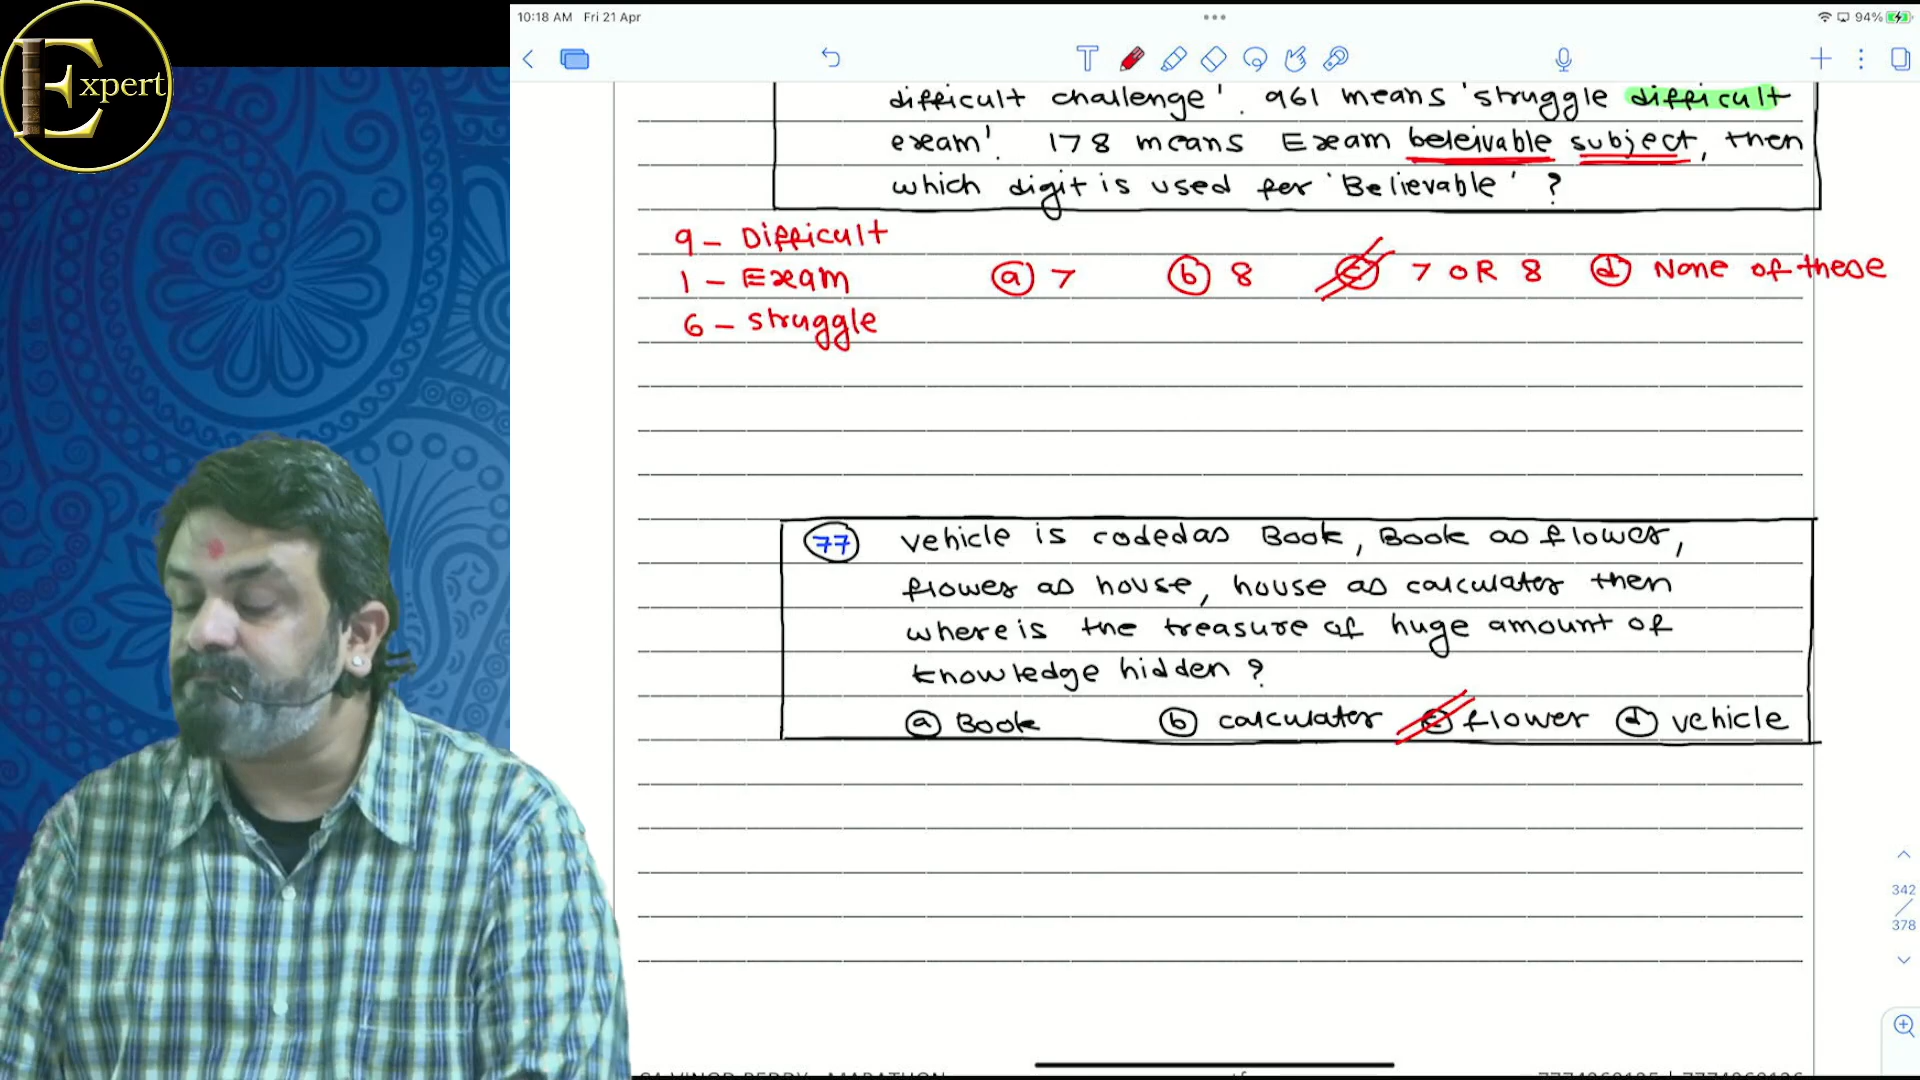 Expert
10:18 AM Fri 21 Apr
94%
difficult challenge'. 961 means 'struggle difficult
exam'. 178 means Exam beleivable subject, then
which digit is used for 'Believable' ?
9 - Difficult
1 - Exam
6 - struggle
a 7 b 8 c 7 OR 8 d None of these
77 vehicle is coded as Book, Book as flower,
flower as house, house as calculator then
where is the treasure of huge amount of
knowledge hidden ?
a Book b calculator c flower d vehicle
342
378